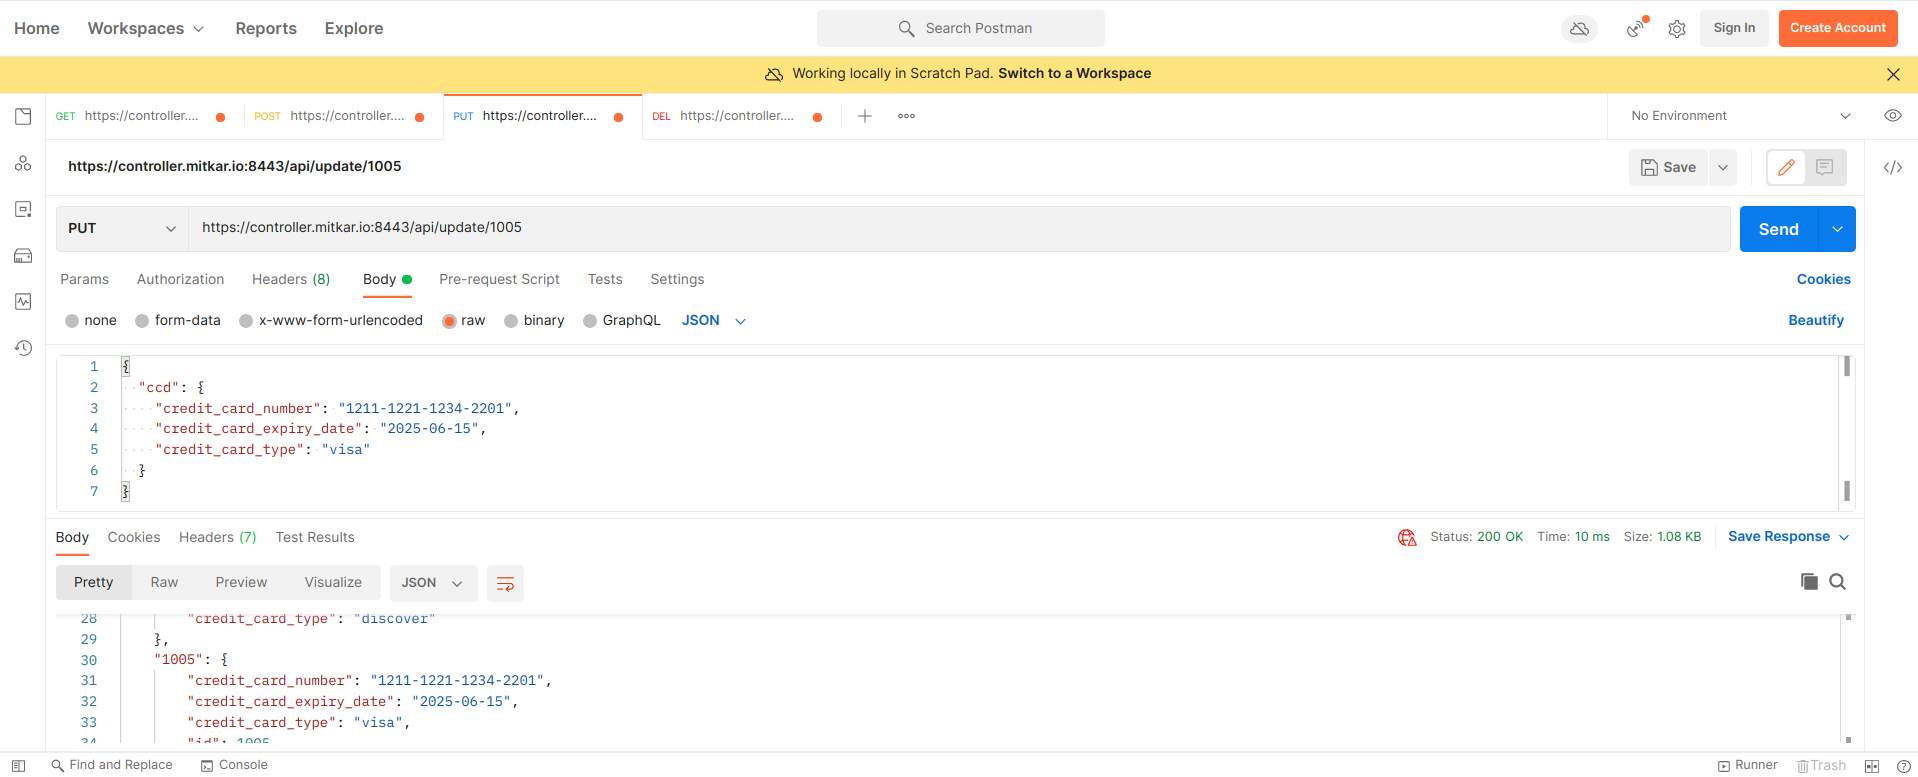 Home Workspaces Reports Explore Search Postman Sign In Create Account
Working locally in Scratch Pad. Switch to a Workspace
GET https://controller.... POST https://controller.... PUT https://controller.... DEL https://controller.... No Environment
https://controller.mitkar.io:8443/api/update/1005 Save
PUT https://controller.mitkar.io:8443/api/update/1005 Send
Params Authorization Headers (8) Body Pre-request Script Tests Settings Cookies
none form-data x-www-form-urlencoded raw binary GraphQL JSON Beautify
1 {
2 "ccd": {
3 "credit_card_number": "1211-1221-1234-2201",
4 "credit_card_expiry_date": "2025-06-15",
5 "credit_card_type": "visa"
6 }
7 }
Body Cookies Headers (7) Test Results Status: 200 OK Time: 10 ms Size: 1.08 KB Save Response
Pretty Raw Preview Visualize JSON
28 "credit_card_type": "discover"
29 },
30 "1005": {
31 "credit_card_number": "1211-1221-1234-2201",
32 "credit_card_expiry_date": "2025-06-15",
33 "credit_card_type": "visa",
34 "id": 1005
Find and Replace Console Runner Trash